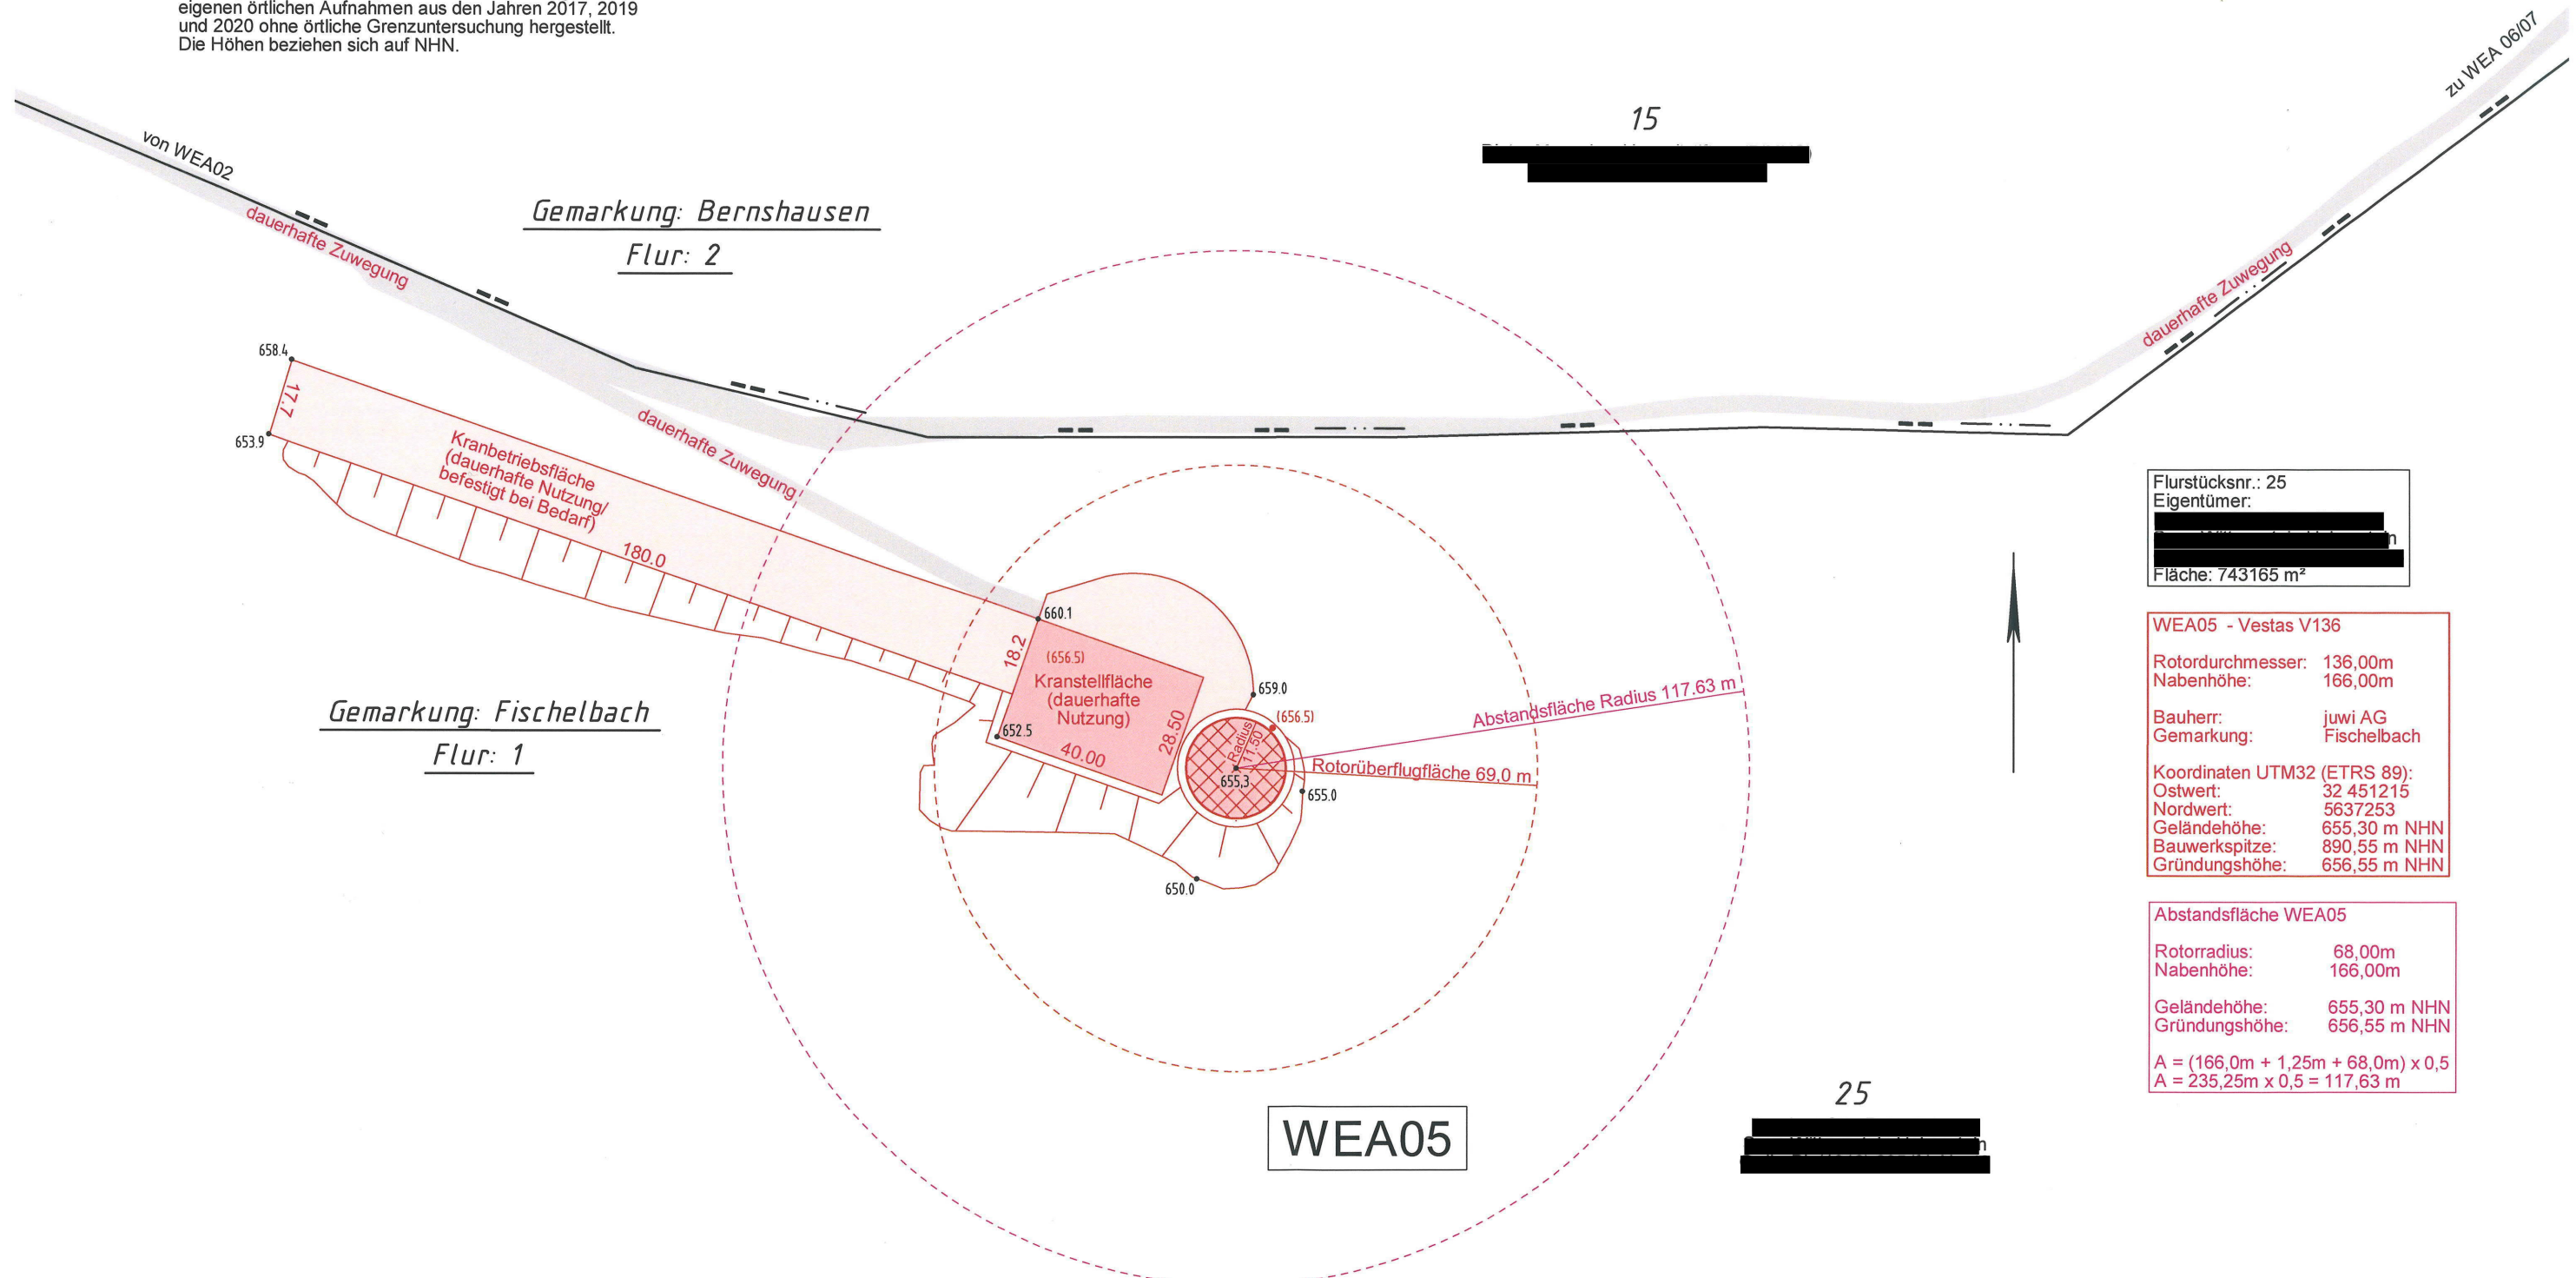 eigenen örtlichen Aufnahmen aus den Jahren 2017, 2019
und 2020 ohne örtliche Grenzuntersuchung hergestellt.
Die Höhen beziehen sich auf NHN.
zu WEA 06/07
von WEA02
15
dauerhafte Zuwegung
Gemarkung: Bernshausen
Flur: 2
dauerhafte Zuwegung
658.4
17.7
653.9
Kranbetriebsfläche
(dauerhafte Nutzung/
befestigt bei Bedarf)
180.0
dauerhafte Zuwegung
660.1
18.2
(656.5)
Kranstellfläche
(dauerhafte
Nutzung)
28.50
40.00
652.5
659.0
(656.5)
Radius
11.50
655,3
655.0
650.0
Abstandsfläche Radius 117.63 m
Rotorüberflugfläche 69,0 m
Gemarkung: Fischelbach
Flur: 1
Flurstücksnr.: 25
Eigentümer:
Fläche: 743165 m²
WEA05 - Vestas V136
Rotordurchmesser: 136,00m
Nabenhöhe: 166,00m
Bauherr: juwi AG
Gemarkung: Fischelbach
Koordinaten UTM32 (ETRS 89):
Ostwert: 32 451215
Nordwert: 5637253
Geländehöhe: 655,30 m NHN
Bauwerkspitze: 890,55 m NHN
Gründungshöhe: 656,55 m NHN
Abstandsfläche WEA05
Rotorradius: 68,00m
Nabenhöhe: 166,00m
Geländehöhe: 655,30 m NHN
Gründungshöhe: 656,55 m NHN
A = (166,0m + 1,25m + 68,0m) x 0,5
A = 235,25m x 0,5 = 117,63 m
25
WEA05